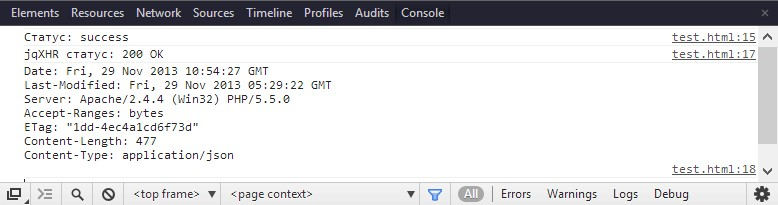 Elements Resources Network Sources Timeline Profiles Audits Console
Статус: success test.html:15
jqXHR статус: 200 OK test.html:17
Date: Fri, 29 Nov 2013 10:54:27 GMT
Last-Modified: Fri, 29 Nov 2013 05:29:22 GMT
Server: Apache/2.4.4 (Win32) PHP/5.5.0
Accept-Ranges: bytes
ETag: "1dd-4ec4a1cd6f73d"
Content-Length: 477
Content-Type: application/json
test.html:18
<top frame> <page context> All Errors Warnings Logs Debug